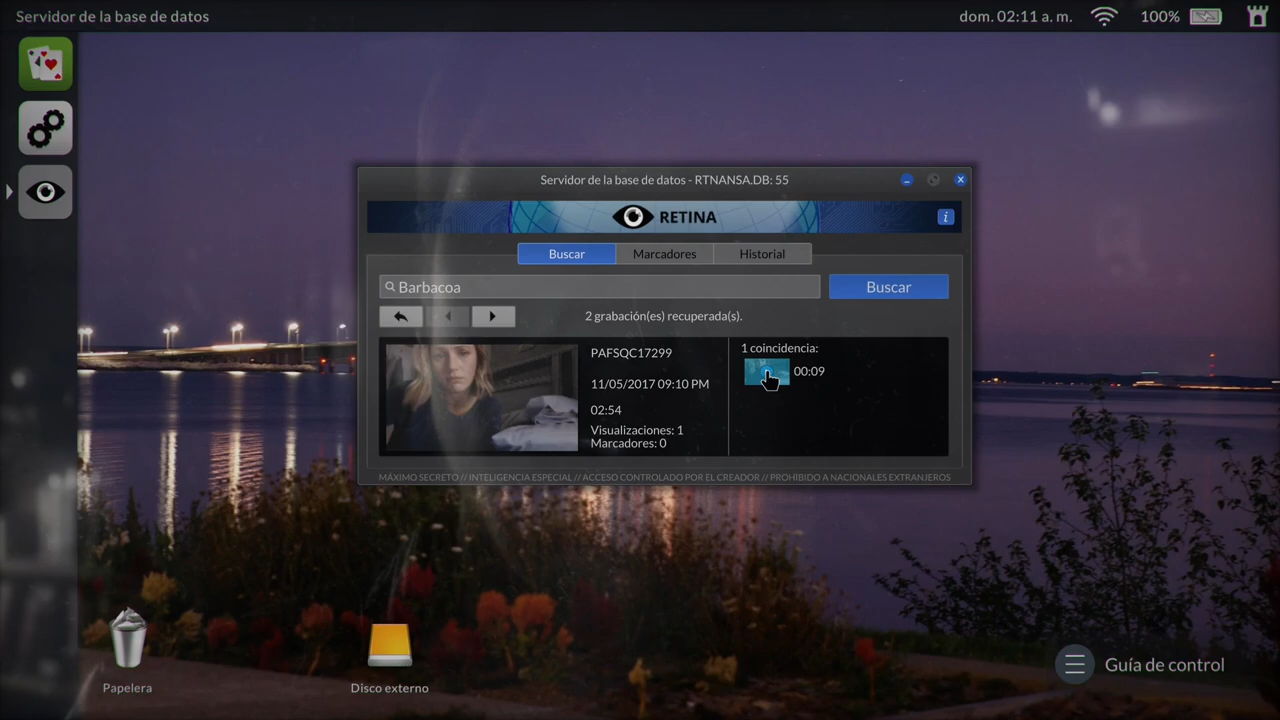 Servidor de la base de datos
dom. 02:11 a. m.
100%
Servidor de la base de datos - RTNANSA.DB: 55
RETINA
i
Buscar
Marcadores
Historial
Barbacoa
Buscar
2 grabación(es) recuperada(s).
PAFSQC17299
11/05/2017 09:10 PM
02:54
Visualizaciones: 1
Marcadores: 0
1 coincidencia:
00:09
MÁXIMO SECRETO // INTELIGENCIA ESPECIAL // ACCESO CONTROLADO POR EL CREADOR // PROHIBIDO A NACIONALES EXTRANJEROS
Papelera
Disco externo
Guía de control